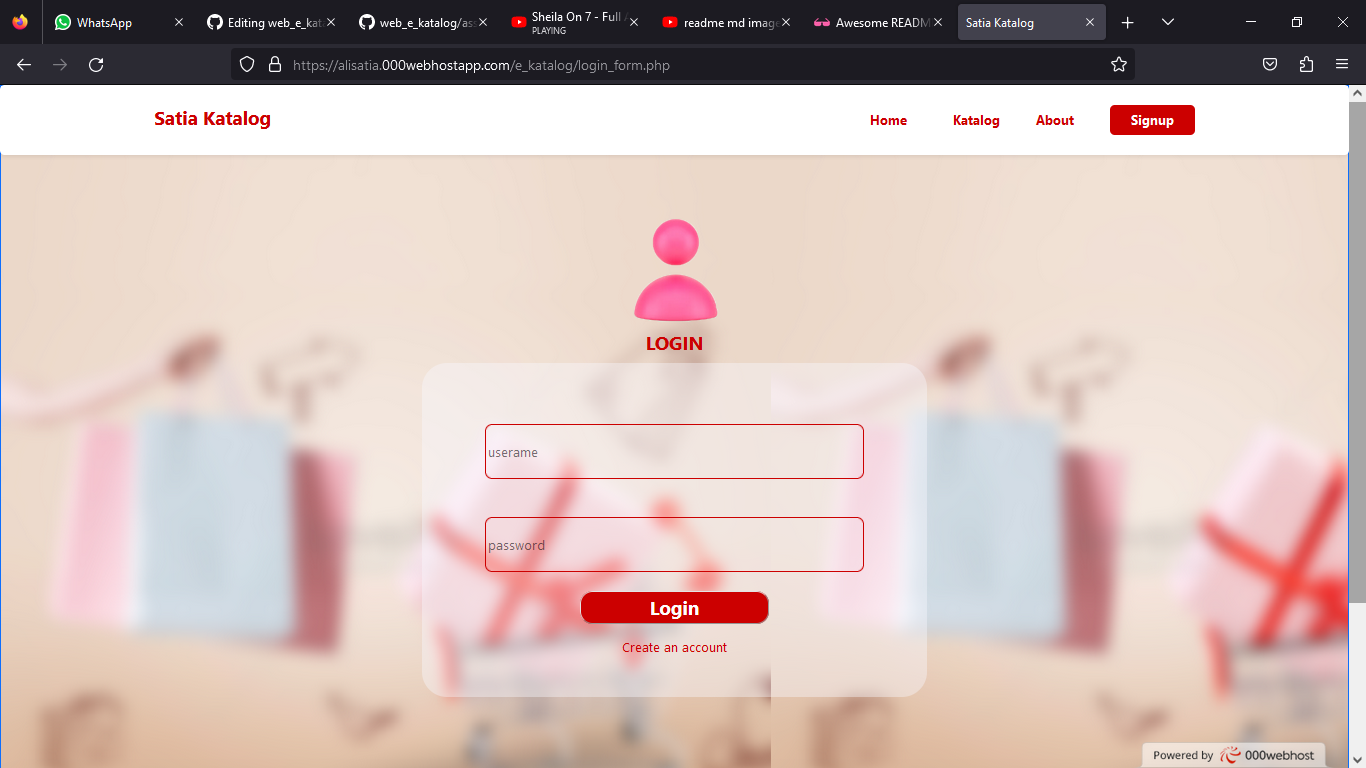 WhatsApp
Editing web_e_kat
web_e_katalog/ass
Sheila On 7 - Full A
PLAYING
readme md image
Awesome READM
Satia Katalog
https://alisatia.000webhostapp.com/e_katalog/login_form.php
Satia Katalog
Home
Katalog
About
Signup
LOGIN
userame
password
Login
Create an account
Powered by 000webhost